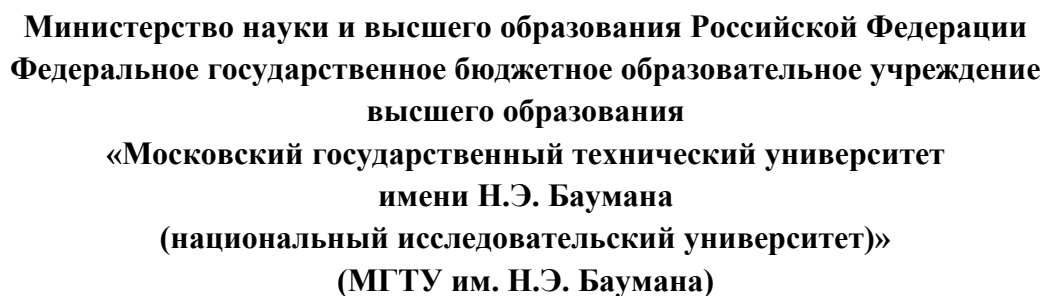 Министерство науки и высшего образования Российской Федерации
Федеральное государственное бюджетное образовательное учреждение
высшего образования
«Московский государственный технический университет
имени Н.Э. Баумана
(национальный исследовательский университет)»
(МГТУ им. Н.Э. Баумана)